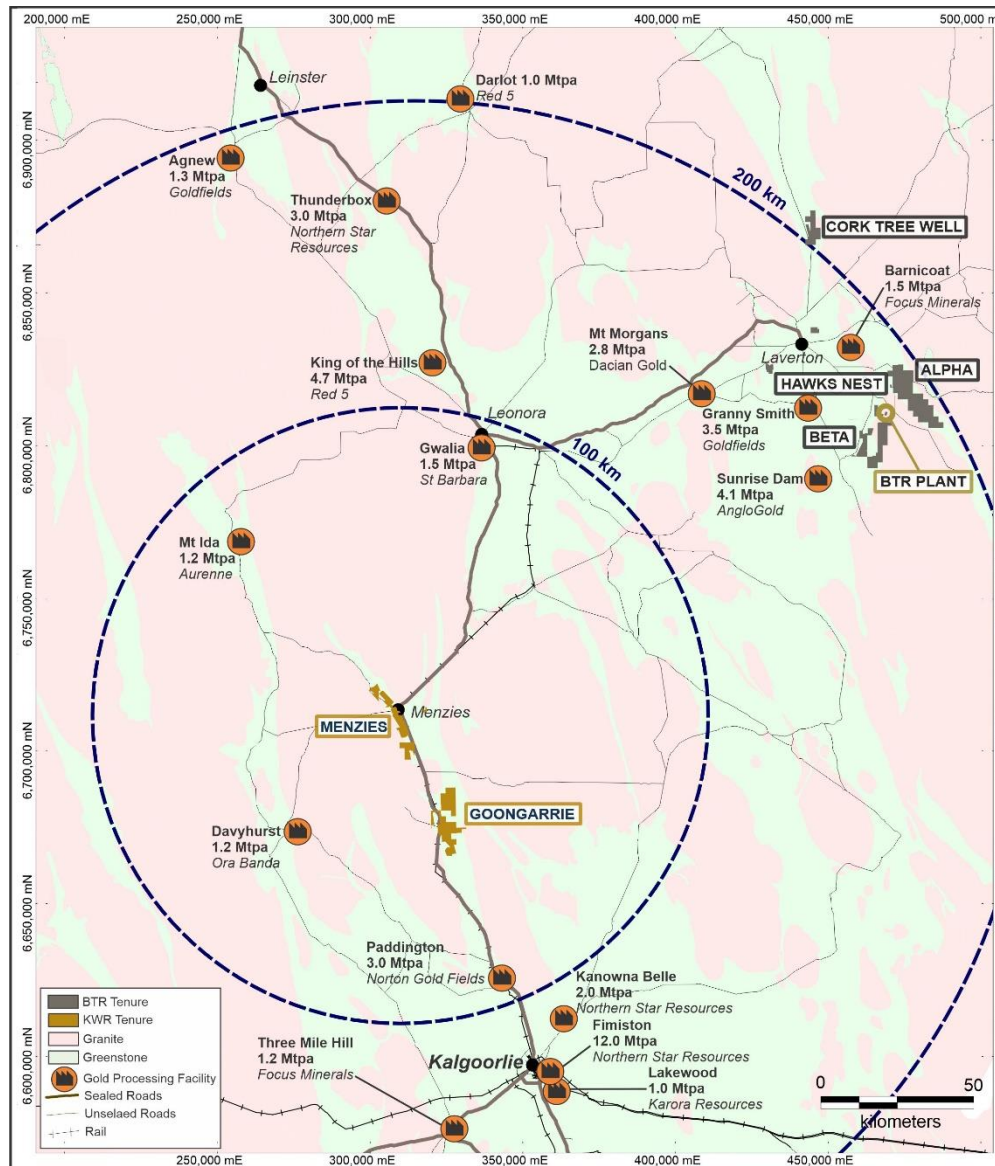 200,000 mE
250,000 mE
300,000 mE
350,000 mE
400,000 mE
450,000 mE
500,000 mE
6,900,000 mN
6,850,000 mN
6,800,000 mN
6,750,000 mN
6,700,000 mN
6,650,000 mN
6,600,000 mN
Leinster
Darlot 1.0 Mtpa
Red 5
Agnew
1.3 Mtpa
Goldfields
Thunderbox
3.0 Mtpa
Northern Star
Resources
200 km
CORK TREE WELL
Barnicoat
1.5 Mtpa
Focus Minerals
Mt Morgans
2.8 Mtpa
Dacian Gold
Laverton
King of the Hills
4.7 Mtpa
Red 5
HAWKS NEST
ALPHA
Leonora
Granny Smith
3.5 Mtpa
Goldfields
BETA
Gwalia
1.5 Mtpa
St Barbara
100 km
Sunrise Dam
4.1 Mtpa
AngloGold
BTR PLANT
Mt Ida
1.2 Mtpa
Aurenne
Menzies
MENZIES
GOONGARRIE
Davyhurst
1.2 Mtpa
Ora Banda
Paddington
3.0 Mtpa
Norton Gold Fields
Kanowna Belle
2.0 Mtpa
Northern Star Resources
Fimiston
12.0 Mtpa
Northern Star Resources
Three Mile Hill
1.2 Mtpa
Focus Minerals
Kalgoorlie
Lakewood
1.0 Mtpa
Karora Resources
BTR Tenure
KWR Tenure
Granite
Greenstone
Gold Processing Facility
Sealed Roads
Unselaed Roads
Rail
0
50
kilometers
200,000 mE
250,000 mE
300,000 mE
350,000 mE
400,000 mE
450,000 mE